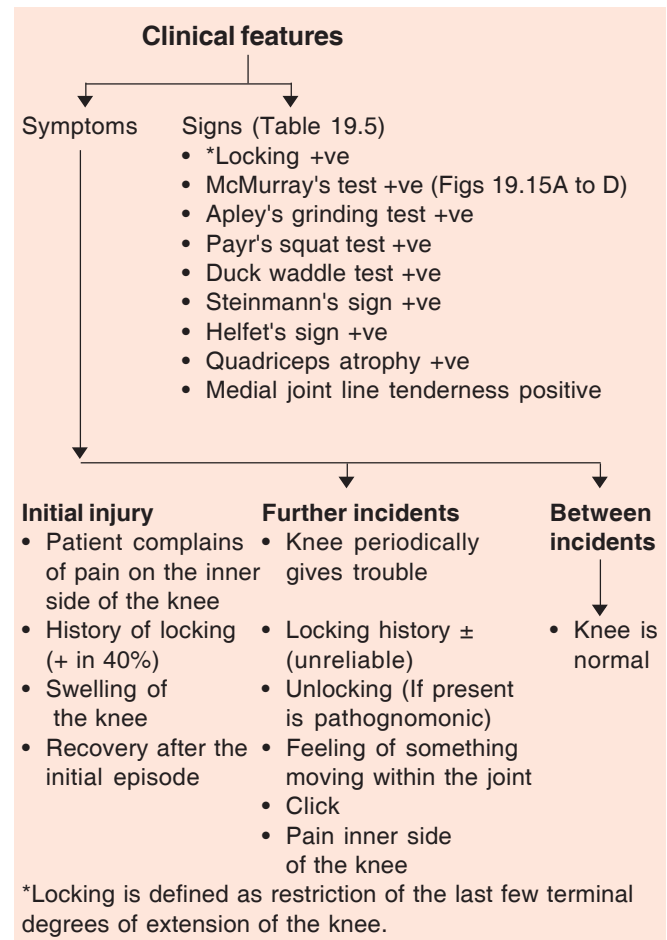 Clinical features
Symptoms
Signs (Table 19.5)
• *Locking +ve
• McMurray's test +ve (Figs 19.15A to D)
• Apley's grinding test +ve
• Payr's squat test +ve
• Duck waddle test +ve
• Steinmann's sign +ve
• Helfet's sign +ve
• Quadriceps atrophy +ve
• Medial joint line tenderness positive
Initial injury
• Patient complains
of pain on the inner
side of the knee
• History of locking
(+ in 40%)
• Swelling of
the knee
• Recovery after the
initial episode
Further incidents
• Knee periodically
gives trouble
• Locking history ±
(unreliable)
• Unlocking (If present
is pathognomonic)
• Feeling of something
moving within the joint
• Click
• Pain inner side
of the knee
Between
incidents
• Knee is
normal
*Locking is defined as restriction of the last few terminal
degrees of extension of the knee.